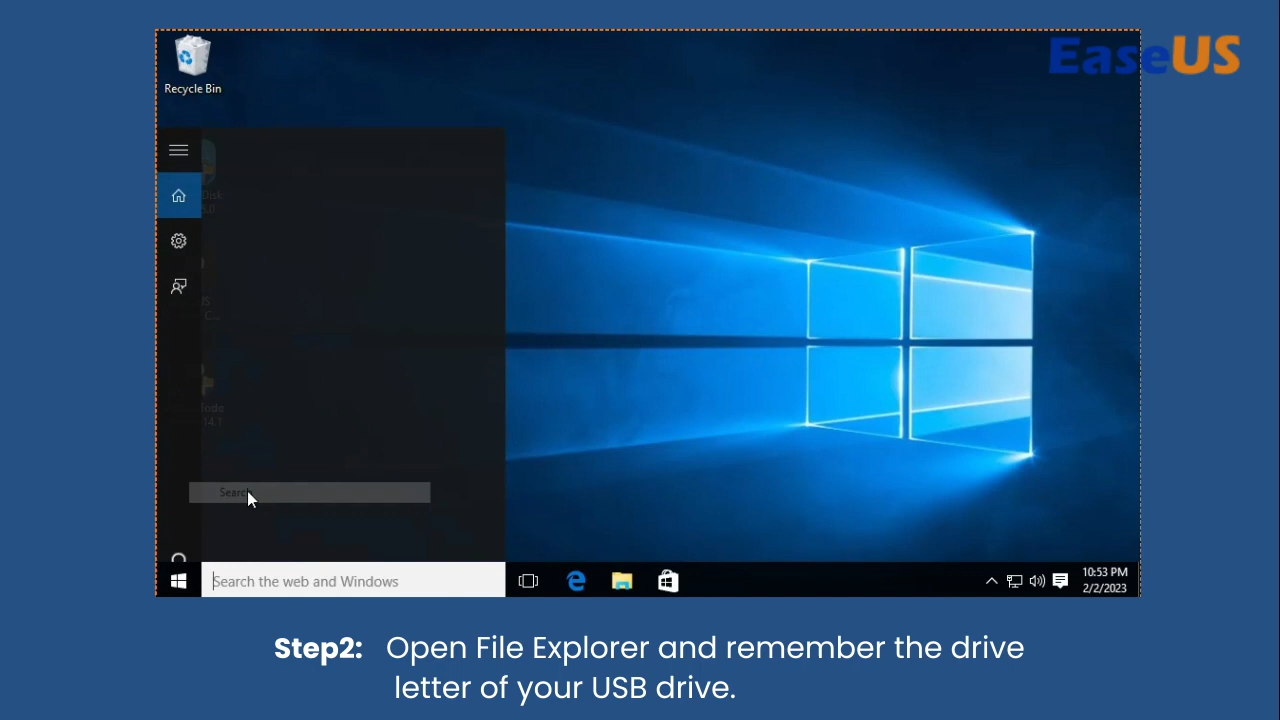 EaseUS
Recycle Bin
Search
Search the web and Windows
10:53 PM
2/2/2023
Step2: Open File Explorer and remember the drive
letter of your USB drive.